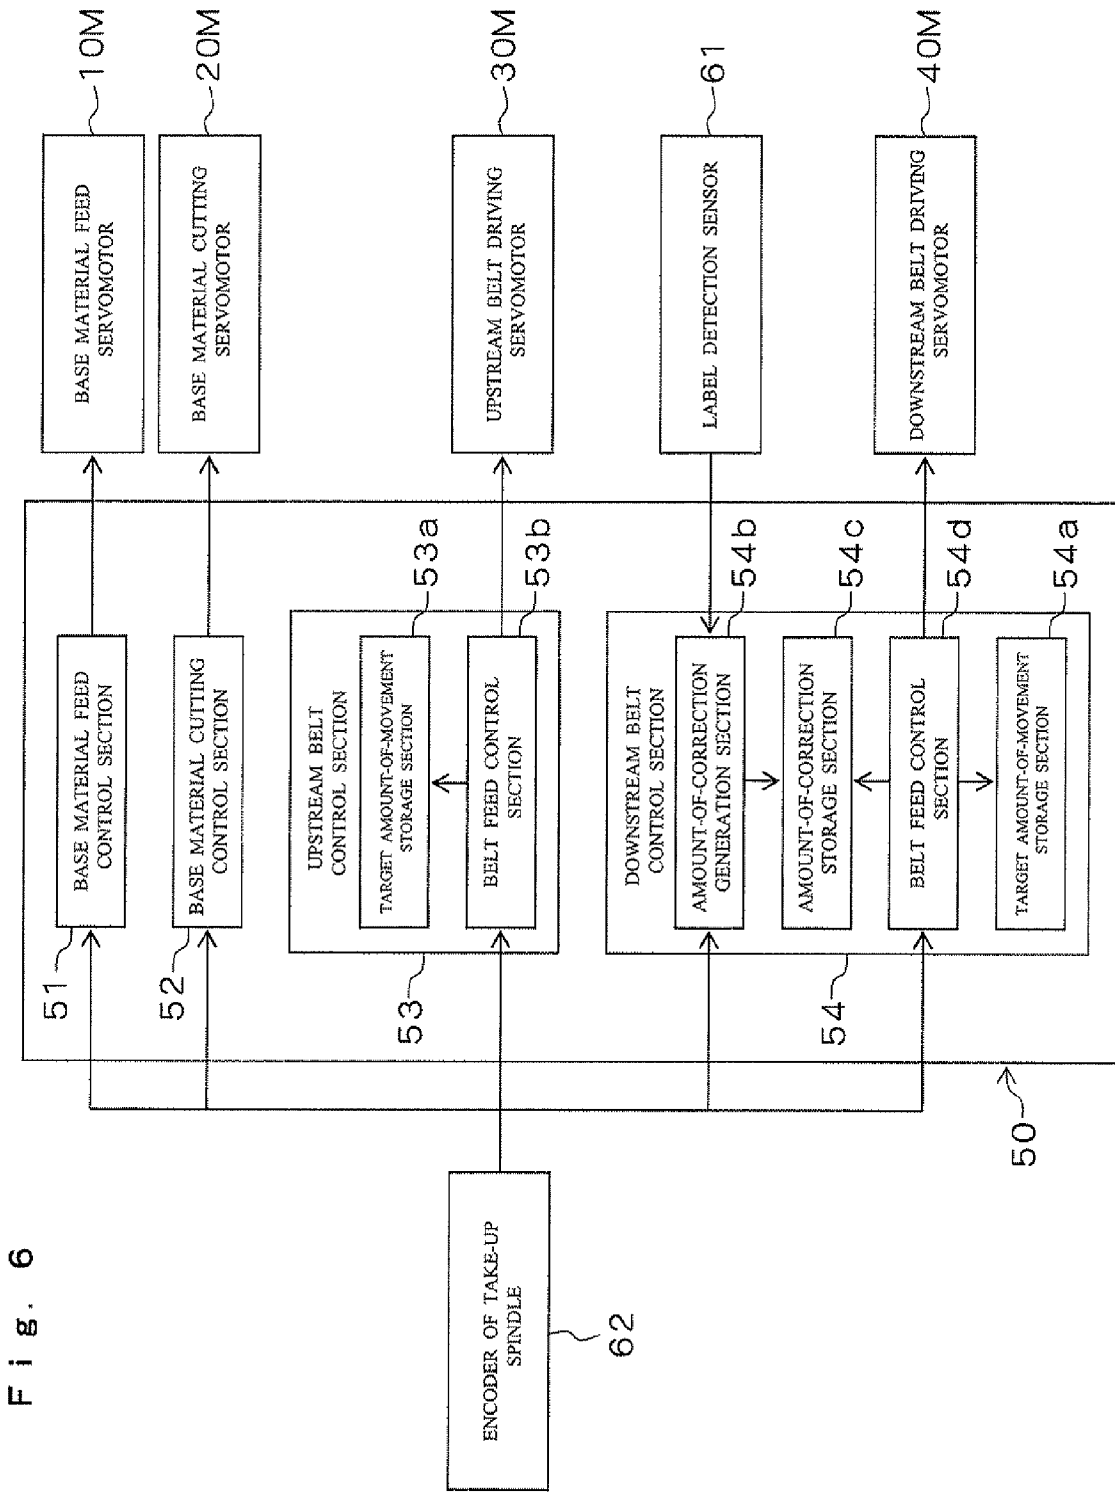 Fig. 6
ENCODER OF TAKE-UP
SPINDLE
62
50
51
BASE MATERIAL FEED
CONTROL SECTION
BASE MATERIAL FEED
SERVOMOTOR
10M
52
BASE MATERIAL CUTTING
CONTROL SECTION
BASE MATERIAL CUTTING
SERVOMOTOR
20M
53
UPSTREAM BELT
CONTROL SECTION
TARGET AMOUNT-OF-MOVEMENT
STORAGE SECTION
53a
BELT FEED CONTROL
SECTION
53b
UPSTREAM BELT DRIVING
SERVOMOTOR
30M
54
DOWNSTREAM BELT
CONTROL SECTION
AMOUNT-OF-CORRECTION
GENERATION SECTION
54b
LABEL DETECTION SENSOR
61
AMOUNT-OF-CORRECTION
STORAGE SECTION
54c
BELT FEED CONTROL
SECTION
54d
DOWNSTREAM BELT DRIVING
SERVOMOTOR
40M
TARGET AMOUNT-OF-MOVEMENT
STORAGE SECTION
54a